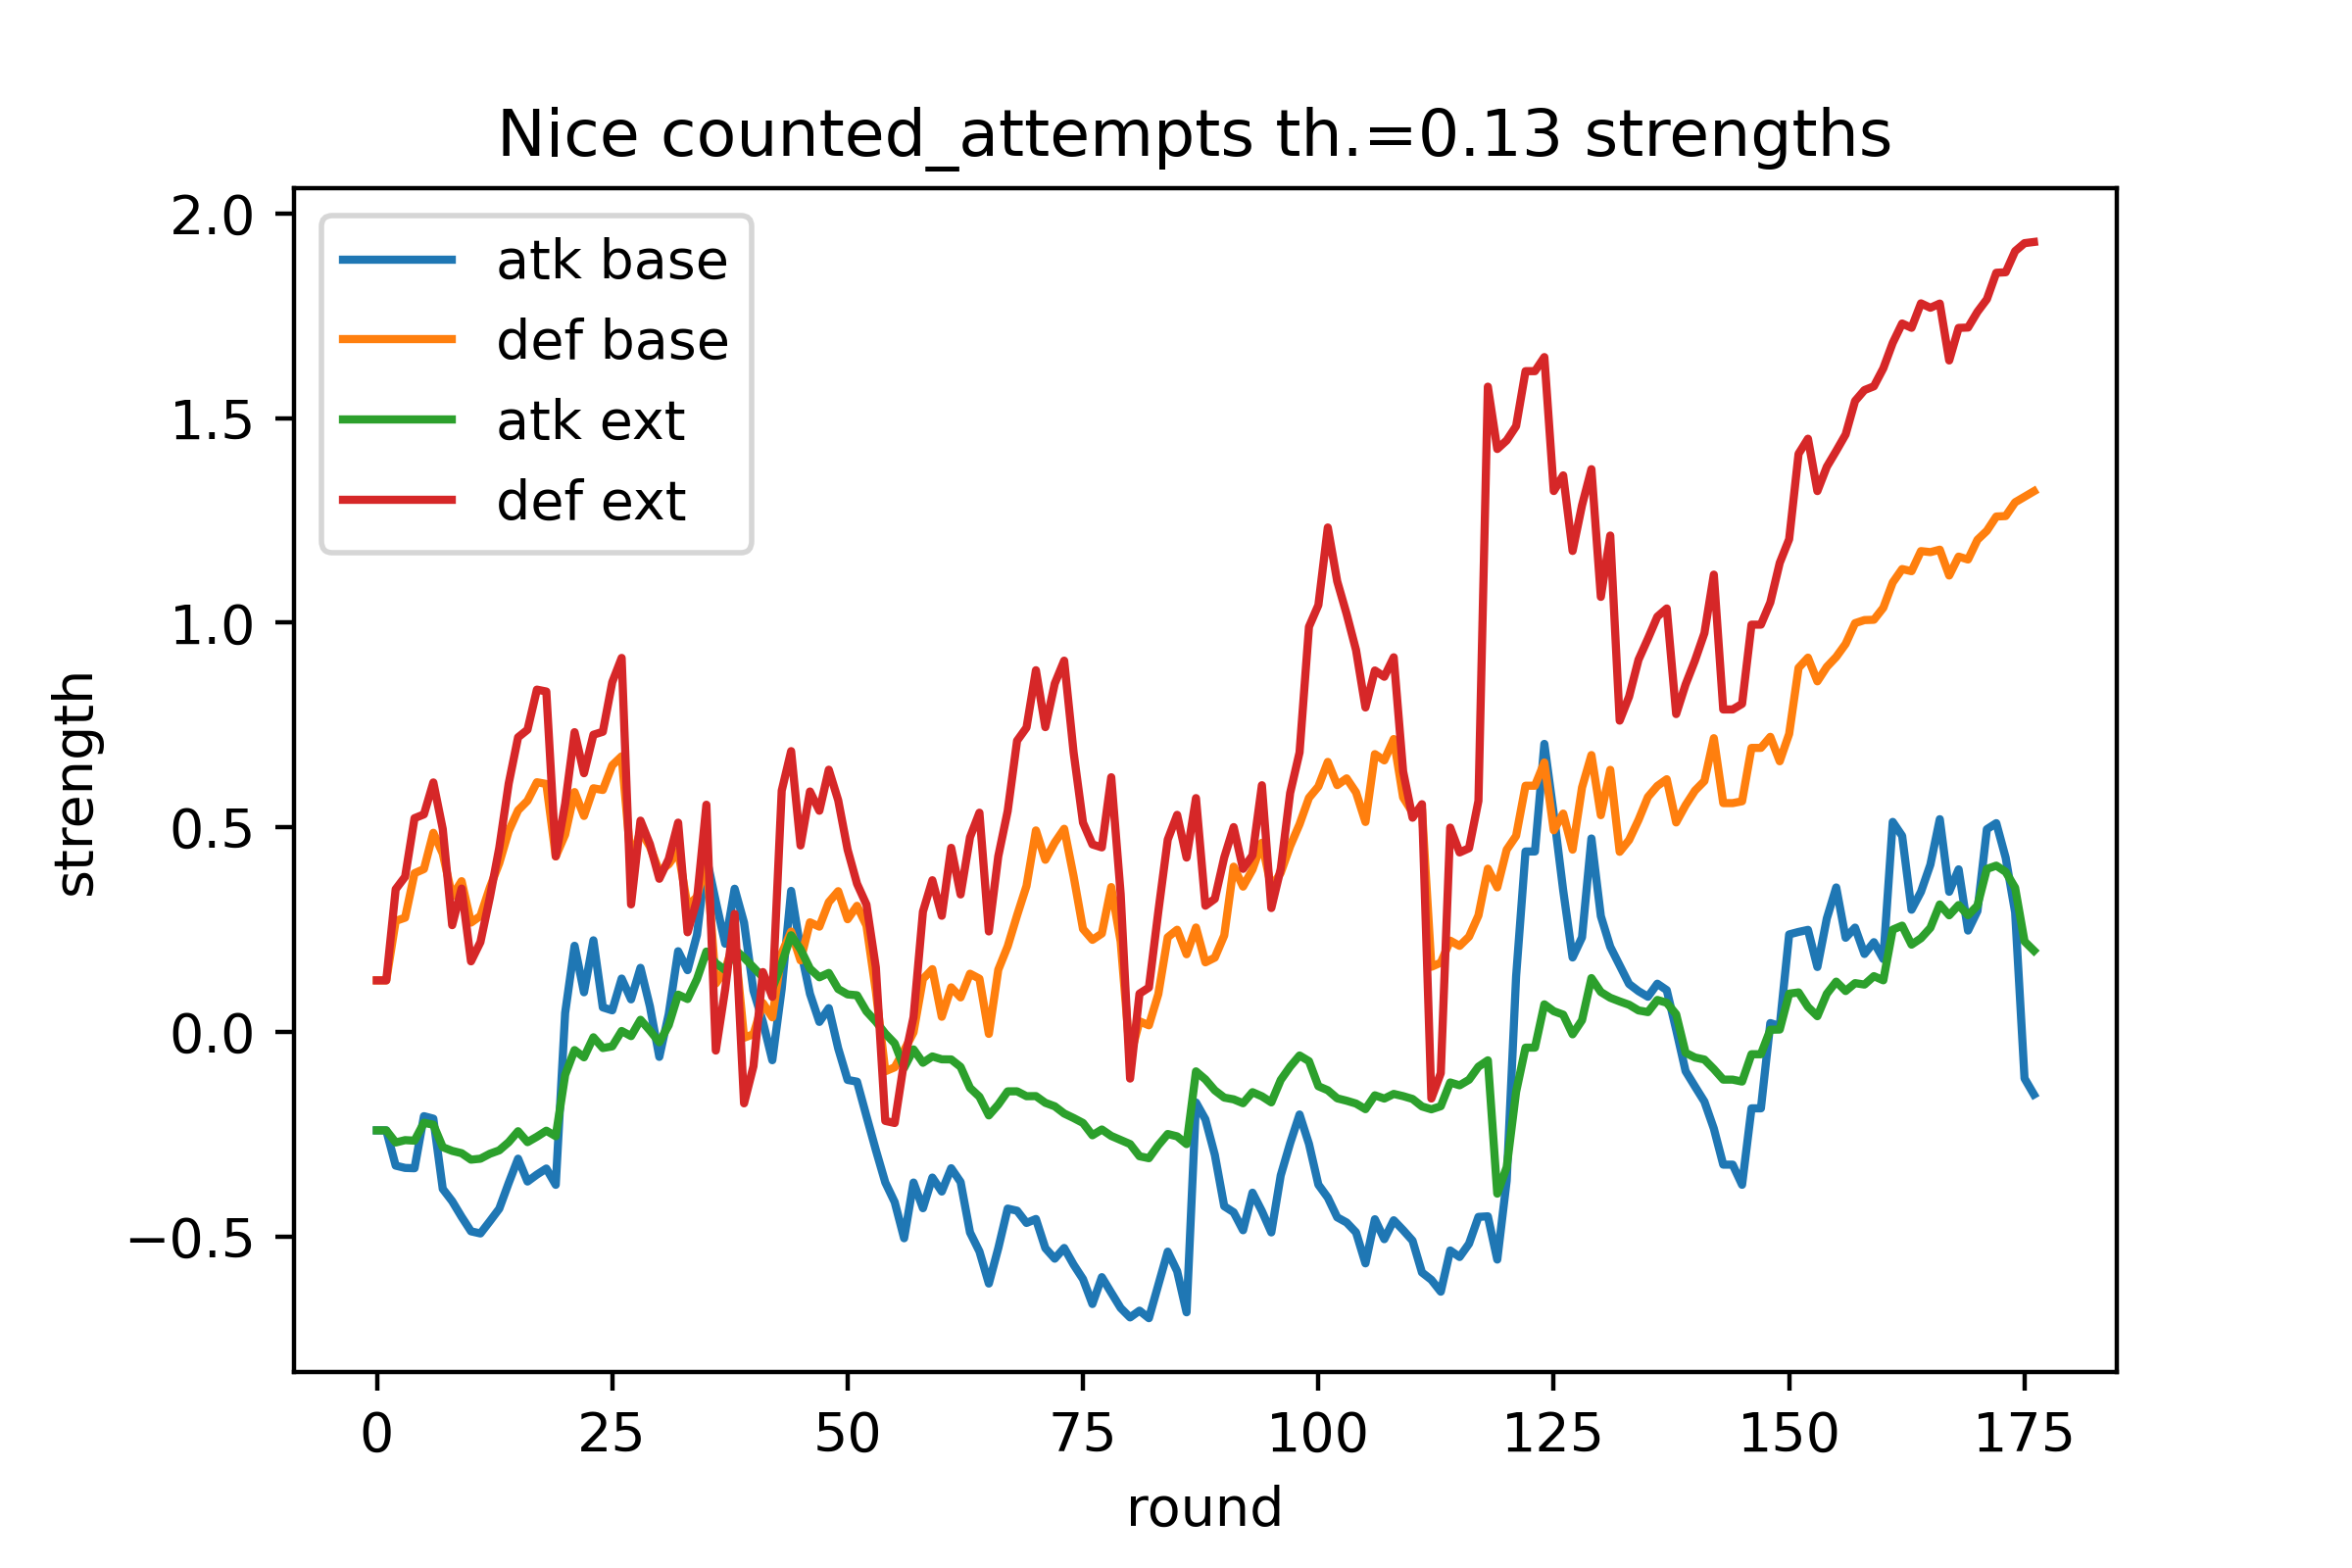 Nice counted_attempts th.=0.13 strengths
2.0
1.5
1.0
0.5
0.0
−0.5
strength
atk base
def base
atk ext
def ext
0 25 50 75 100 125 150 175
round